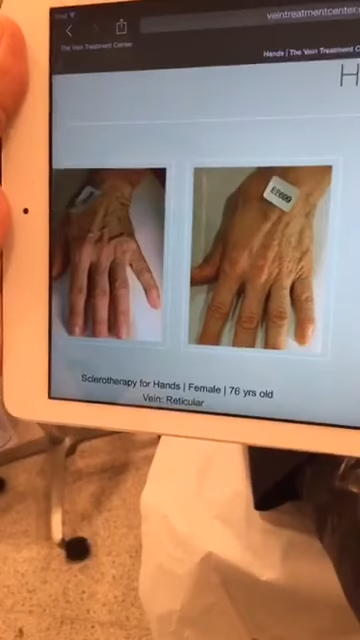 veintreatmentcenter.
The Vein Treatment Center
Hands | The Vein Treatment C
H
Sclerotherapy for Hands | Female | 76 yrs old
Vein: Reticular